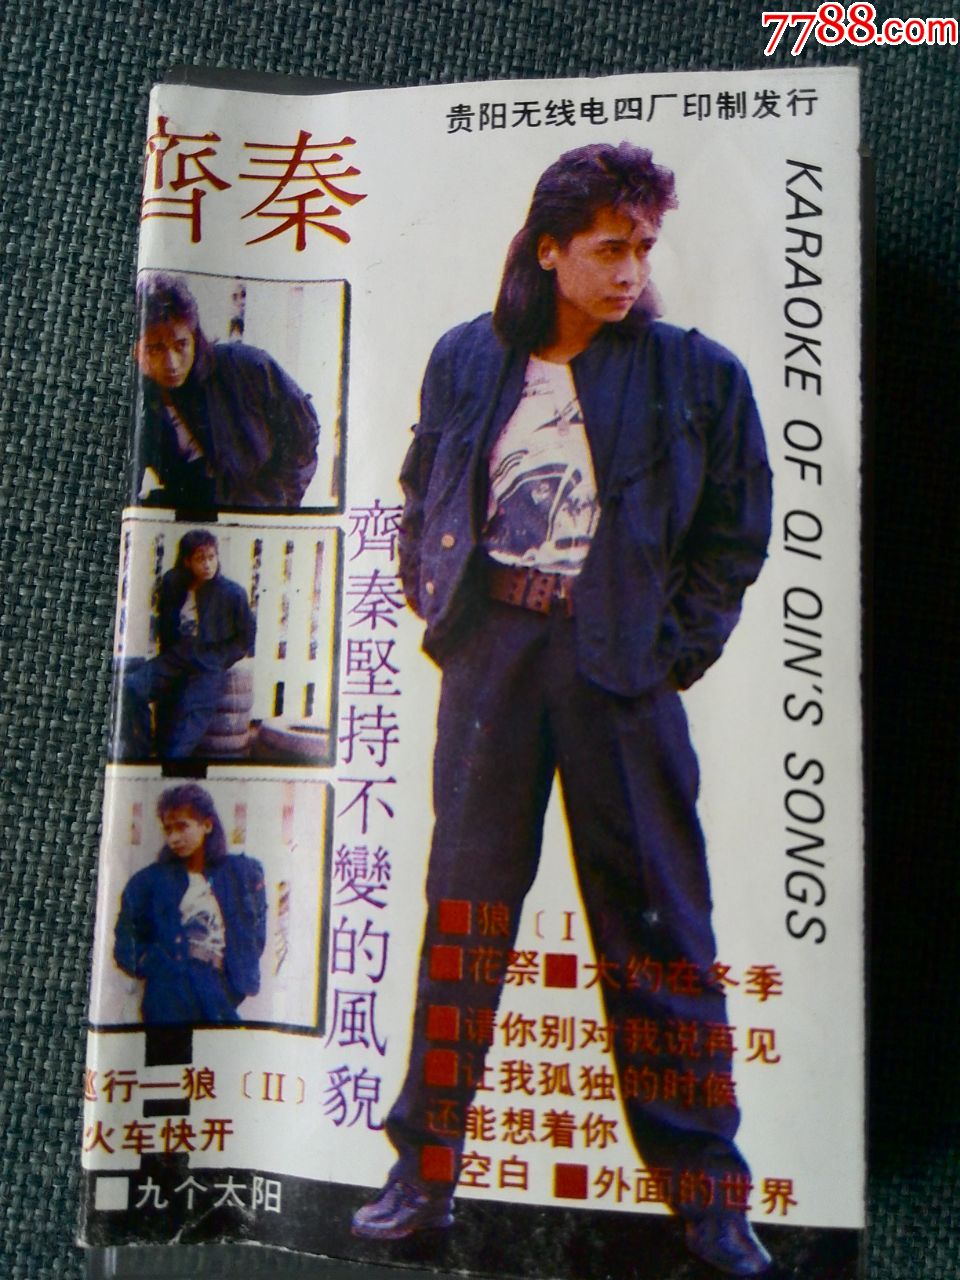 7788.com
贵阳无线电四厂印制发行
齊秦
KARAOKE OF QI QIN'S SONGS
齊秦堅持不變的風貌
■狼〔I
■花祭■大约在冬季
■请你别对我说再见
■让我孤独的时候
还能想着你
■空白 ■外面的世界
行—狼〔II〕
火车快开
■九个太阳